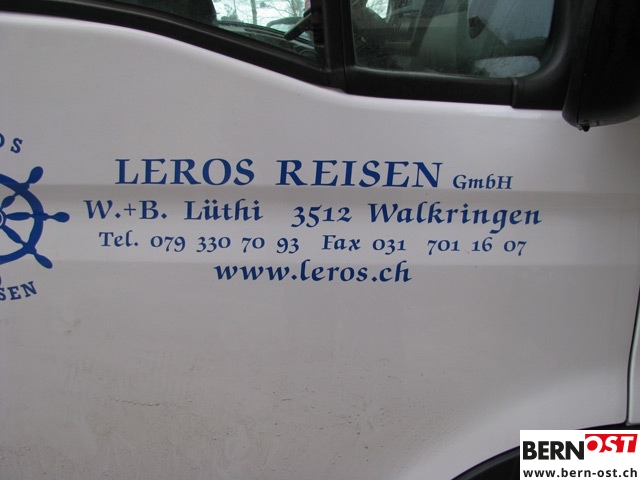 LEROS REISEN GmbH
W.+B. Lüthi 3512 Walkringen
Tel. 079 330 70 93 Fax 031 701 16 07
www.leros.ch
BERNOST
www.bern-ost.ch